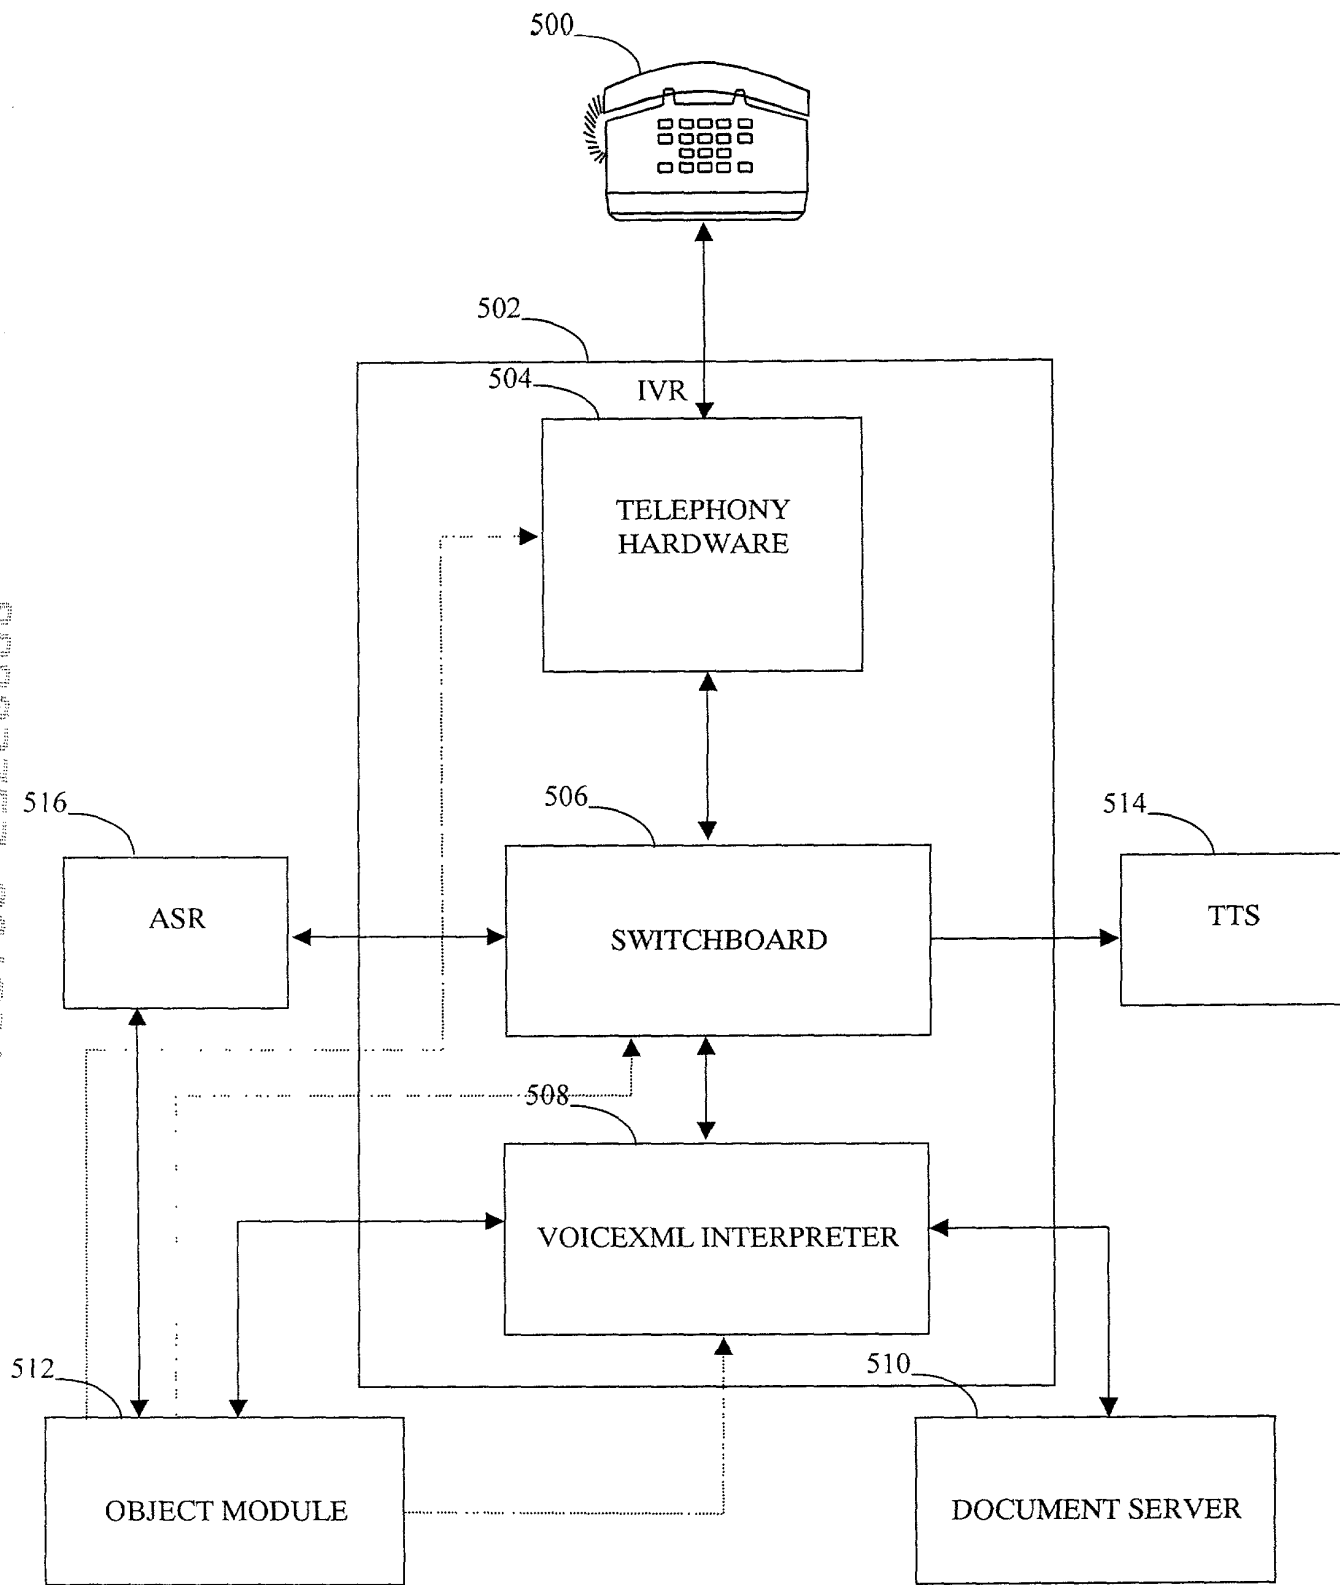 500
502
504
IVR
TELEPHONY
HARDWARE
516
506
514
ASR
SWITCHBOARD
TTS
508
VOICEXML INTERPRETER
512
510
OBJECT MODULE
DOCUMENT SERVER